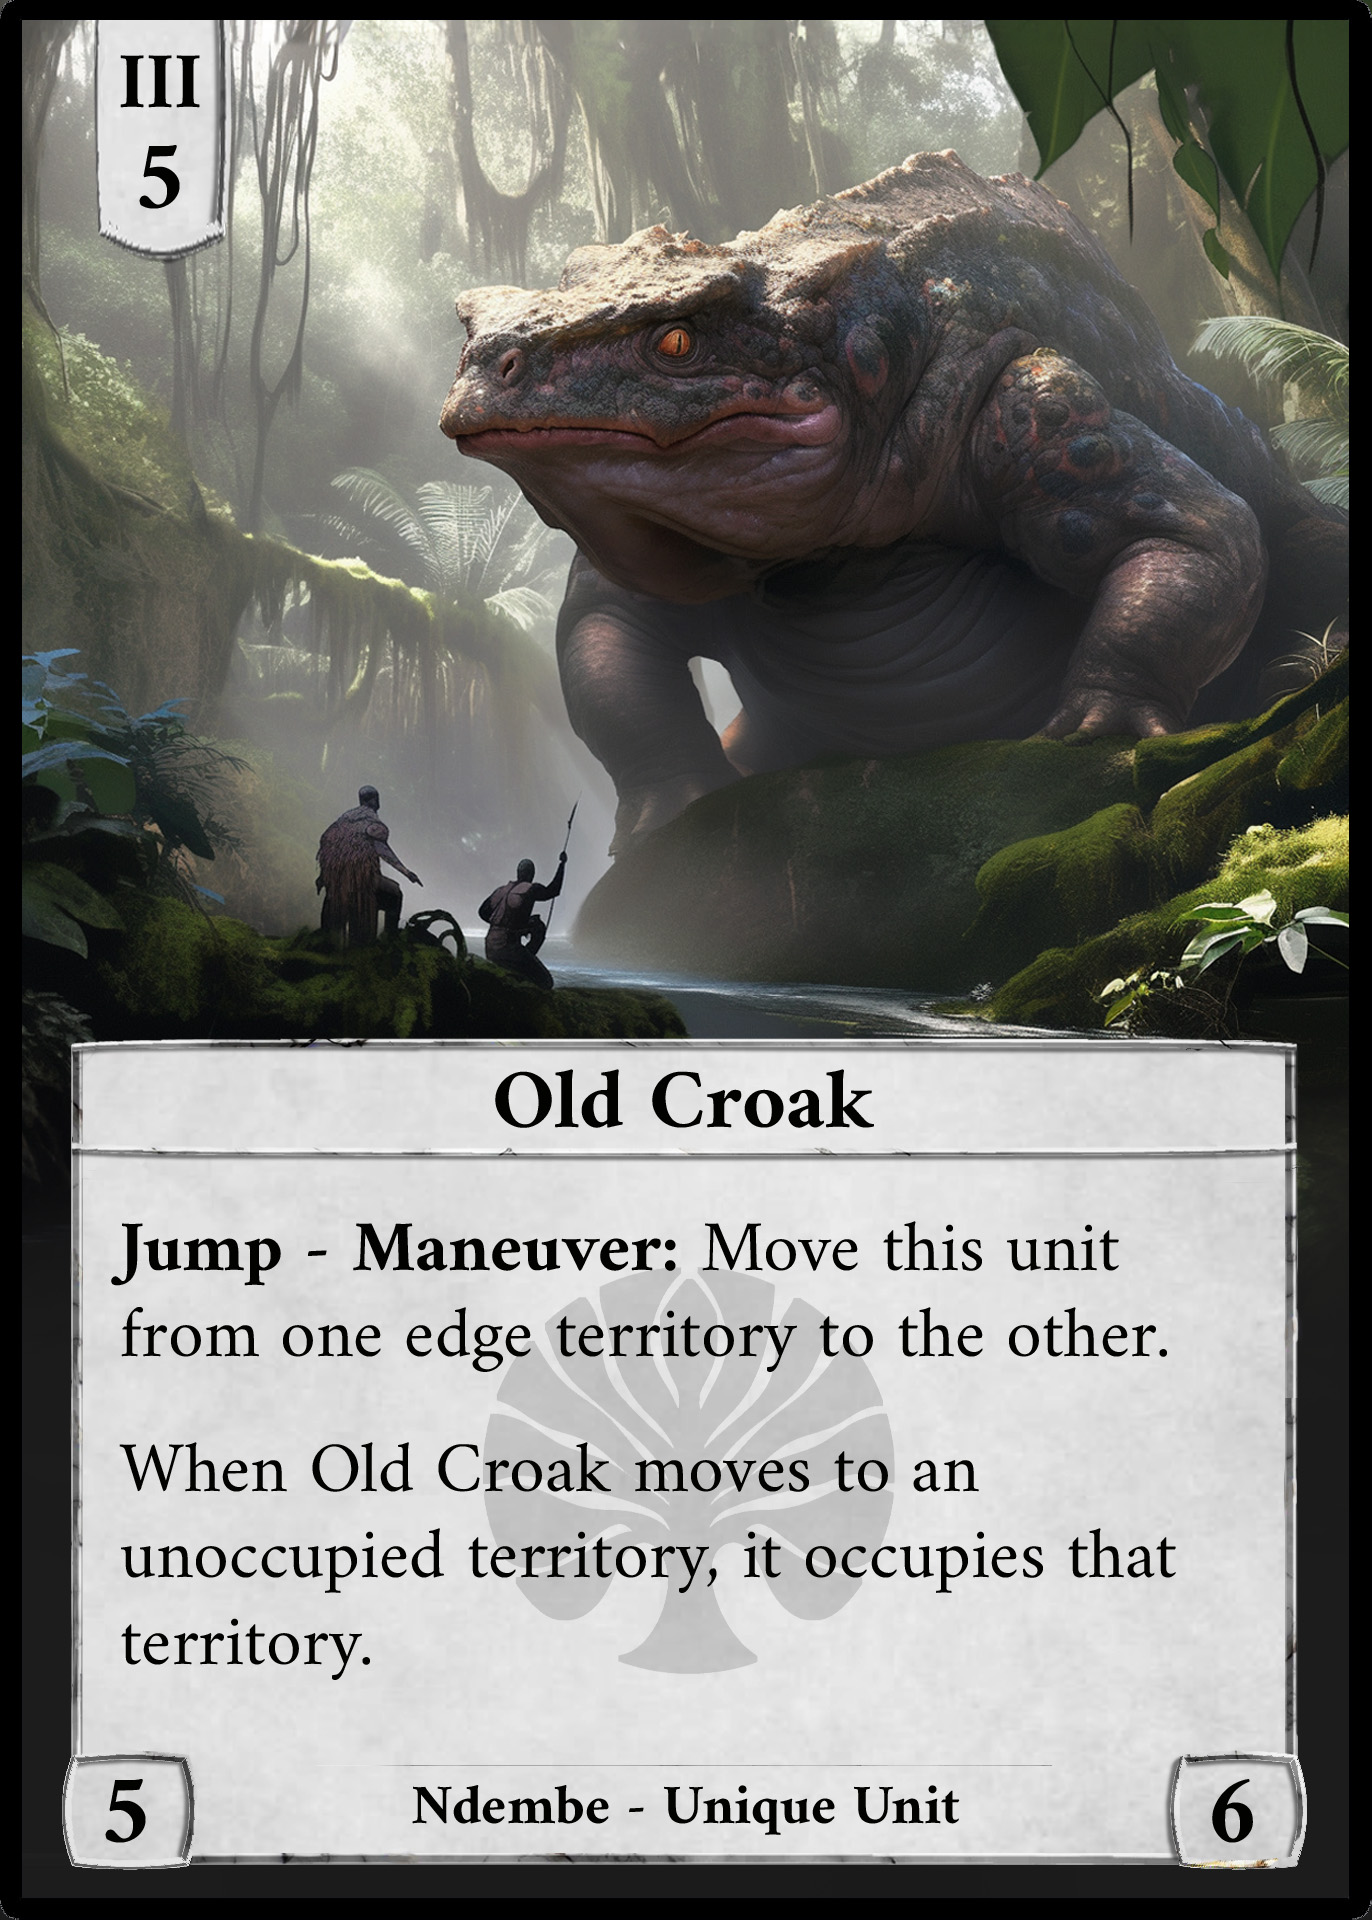 III
5
Old Croak
Jump - Maneuver: Move this unit
from one edge territory to the other.
When Old Croak moves to an
unoccupied territory, it occupies that
territory.
5
Ndembe - Unique Unit
6